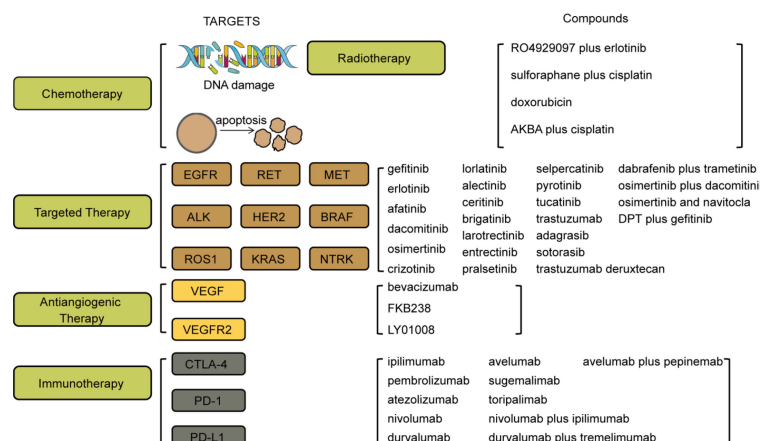 TARGETS
Compounds
Chemotherapy
DNA damage
Radiotherapy
apoptosis
RO4929097 plus erlotinib
sulforaphane plus cisplatin
doxorubicin
AKBA plus cisplatin
Targeted Therapy
EGFR RET MET
ALK HER2 BRAF
ROS1 KRAS NTRK
gefitinib
erlotinib
afatinib
dacomitinib
osimertinib
crizotinib
lorlatinib
alectinib
ceritinib
brigatinib
larotrectinib
entrectinib
pralsetinib
selpercatinib
pyrotinib
tucatinib
trastuzumab
adagrasib
sotorasib
trastuzumab deruxtecan
dabrafenib plus trametinib
osimertinib plus dacomitini
osimertinib and navitocla
DPT plus gefitinib
Antiangiogenic
Therapy
VEGF
VEGFR2
bevacizumab
FKB238
LY01008
Immunotherapy
CTLA-4
PD-1
PD-L1
ipilimumab
pembrolizumab
atezolizumab
nivolumab
durvalumab
avelumab
sugemalimab
toripalimab
nivolumab plus ipilimumab
durvalumab plus tremelimumab
avelumab plus pepinemab